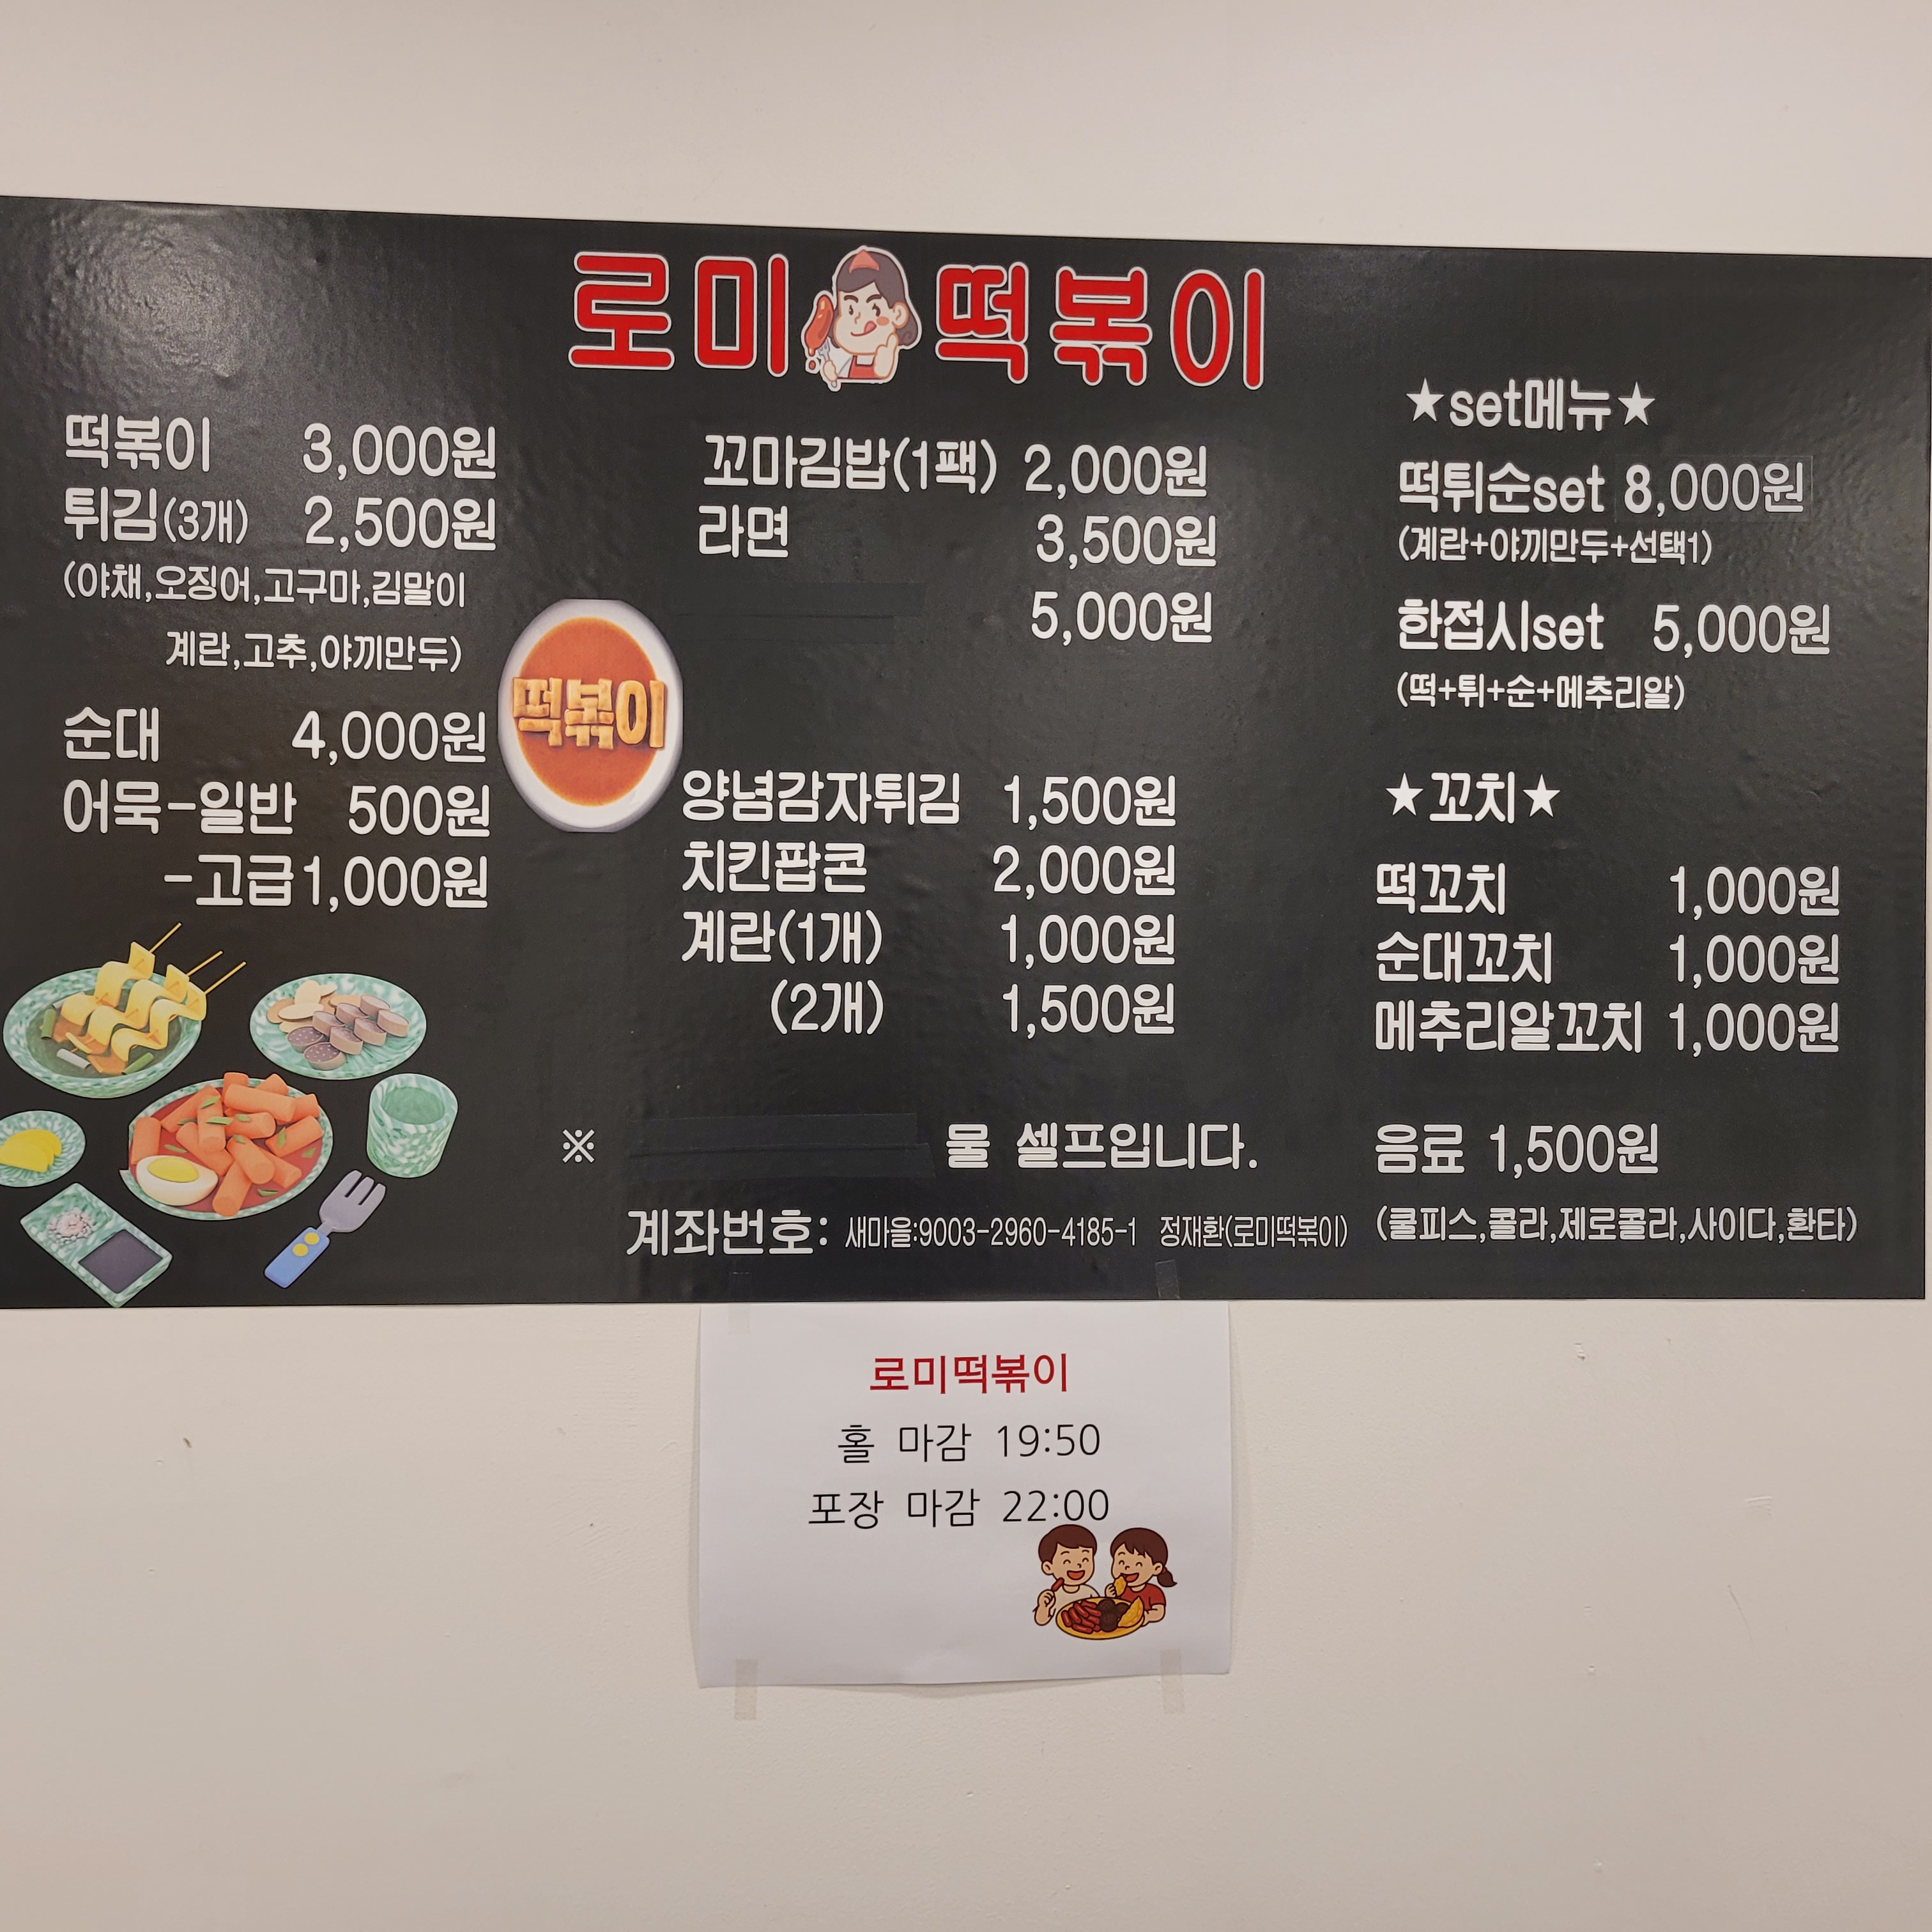 로미떡볶이
떡볶이 3,000원
튀김(3개) 2,500원
(야채,오징어,고구마,김말이
계란,고추,야끼만두)
순대 4,000원
어묵-일반 500원
-고급 1,000원
떡볶이
꼬마김밥(1팩) 2,000원
라면 3,500원
5,000원
양념감자튀김 1,500원
치킨팝콘 2,000원
계란(1개) 1,000원
(2개) 1,500원
※ 물 셀프입니다.
계좌번호: 새마을:9003-2960-4185-1 정재환(로미떡볶이)
★set메뉴★
떡튀순set 8,000원
(계란+야끼만두+선택1)
한접시set 5,000원
(떡+튀+순+메추리알)
★꼬치★
떡꼬치 1,000원
순대꼬치 1,000원
메추리알꼬치 1,000원
음료 1,500원
(쿨피스,콜라,제로콜라,사이다,환타)
로미떡볶이
홀 마감 19:50
포장 마감 22:00